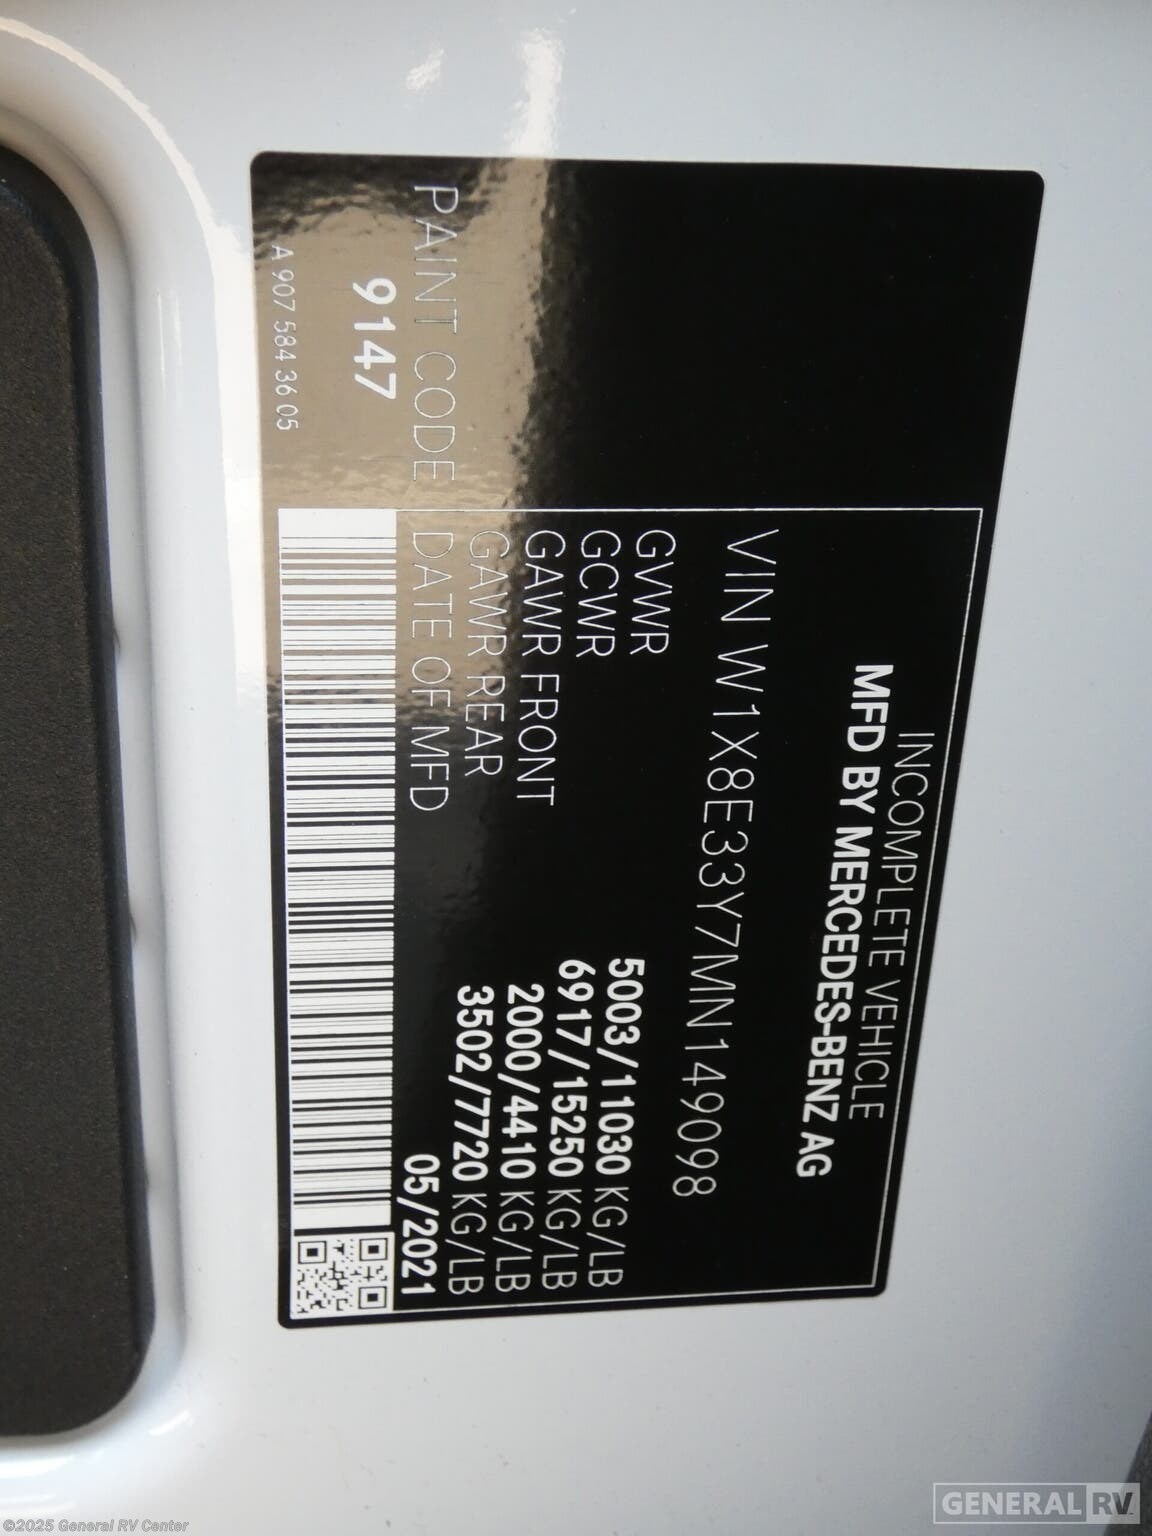 INCOMPLETE VEHICLE
MFD BY MERCEDES-BENZ AG
VIN W1X8E33Y7MN149098
GVWR 5003/11030 KG/LB
GCWR 6917/15250 KG/LB
GAWR FRONT 2000/4410 KG/LB
GAWR REAR 3502/7720 KG/LB
PAINT CODE DATE OF MFD 05/2021
9147
A 907 584 36 05
GENERAL RV
©2025 General RV Center